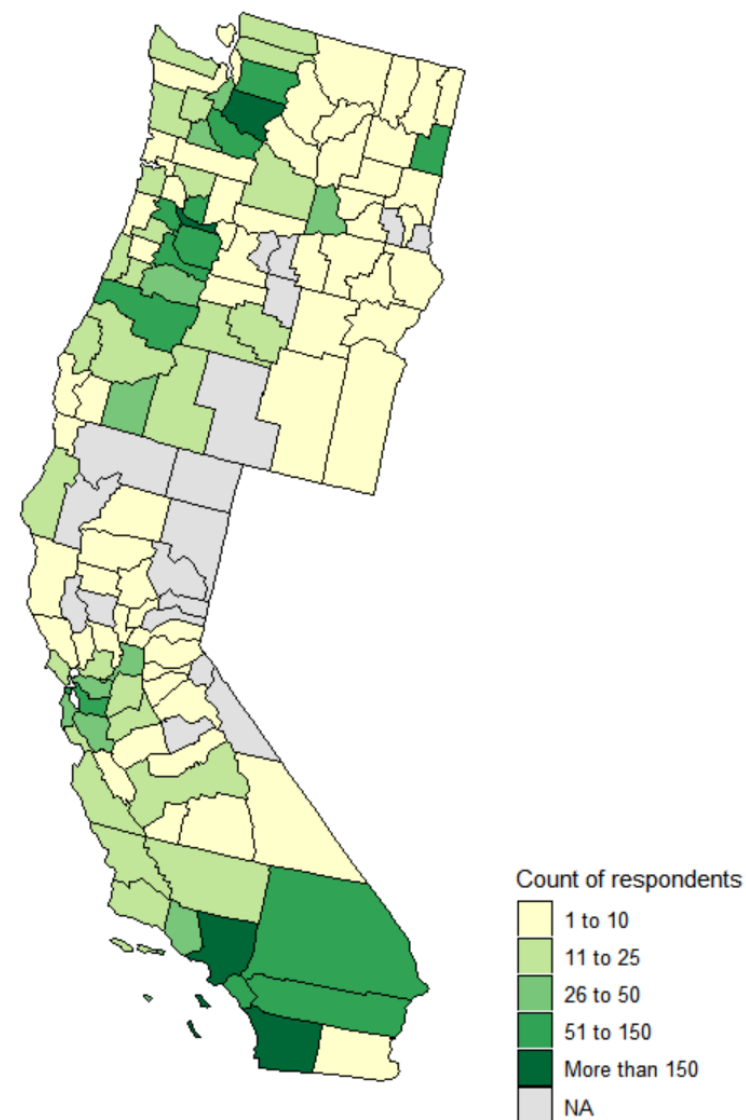 Count of respondents
1 to 10
11 to 25
26 to 50
51 to 150
More than 150
NA